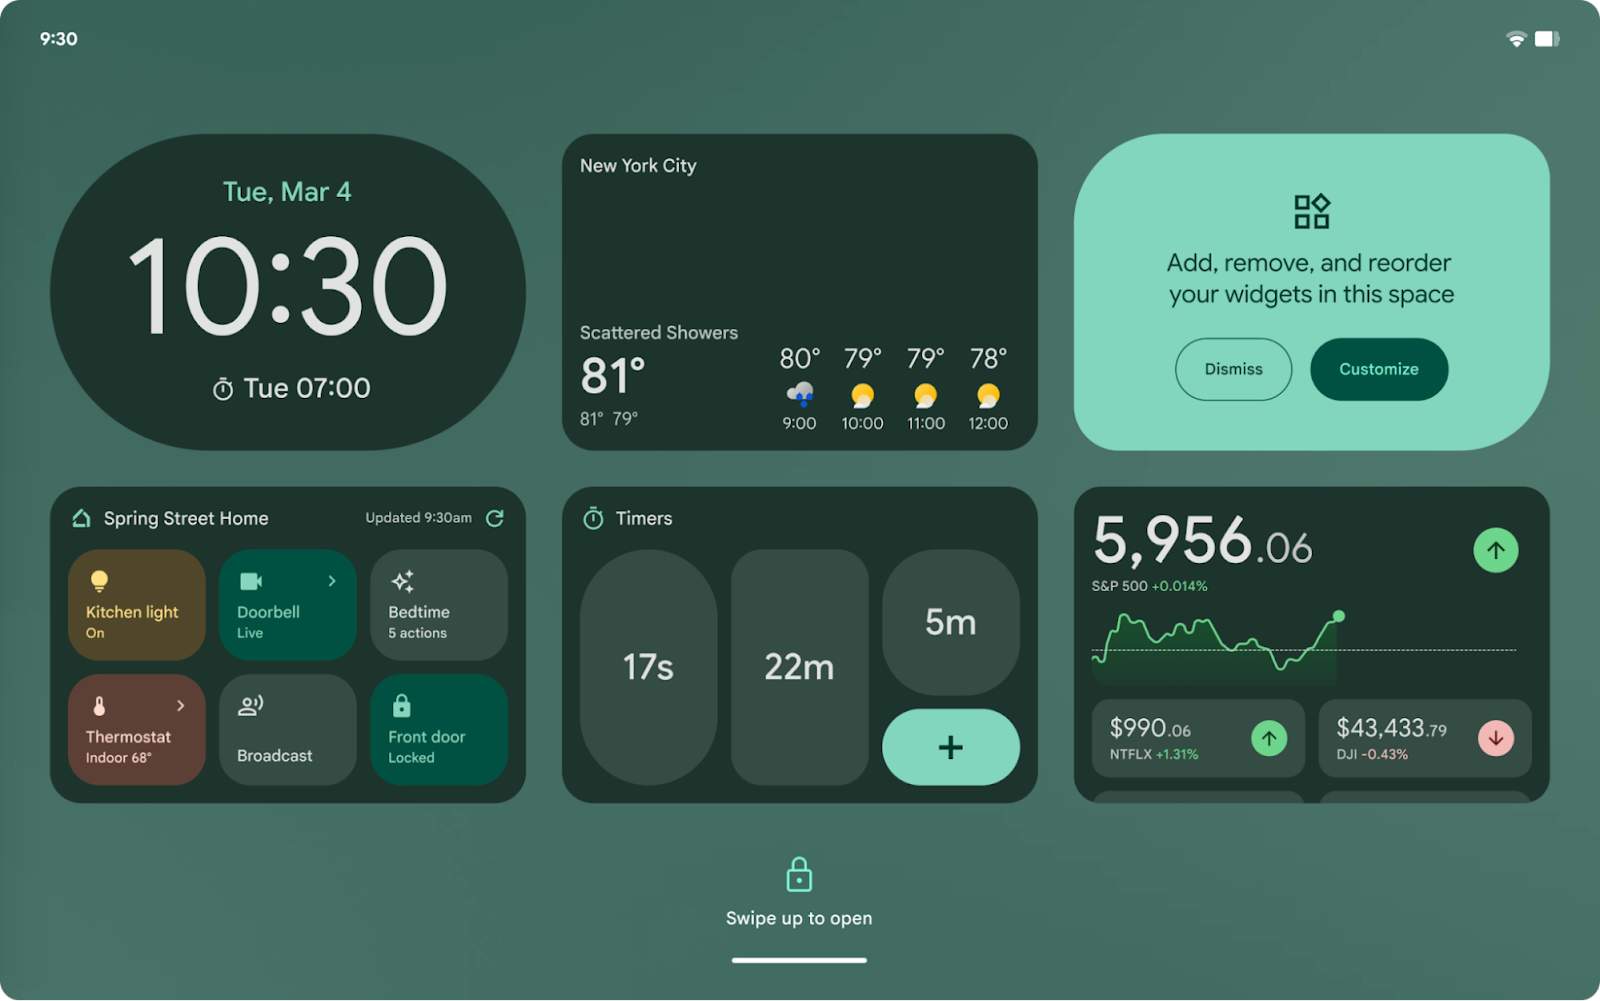 9:30
Tue, Mar 4
10:30
Tue 07:00
New York City
Scattered Showers
81°
81° 79°
80° 79° 79° 78°
9:00 10:00 11:00 12:00
Add, remove, and reorder
your widgets in this space
Dismiss Customize
Spring Street Home Updated 9:30am
Kitchen light
On
Doorbell
Live
Bedtime
5 actions
Thermostat
Indoor 68°
Broadcast
Front door
Locked
Timers
17s
22m
5m
+
5,956.06
S&P 500 +0.014%
$990.06
NTFLX +1.31%
$43,433.79
DJI -0.43%
Swipe up to open